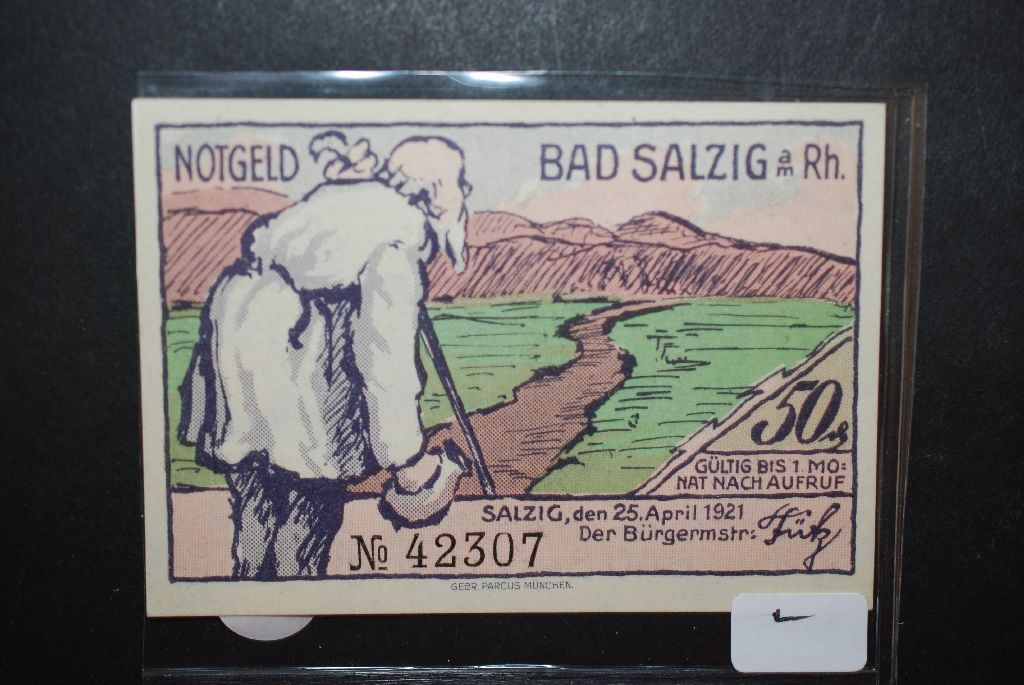 NOTGELD
BAD SALZIG am Rh.
50
GÜLTIG BIS 1. MO=
NAT NACH AUFRUF
SALZIG, den 25. April 1921
Der Bürgermstr:
№ 42307
GEBR. PARCUS MÜNCHEN.